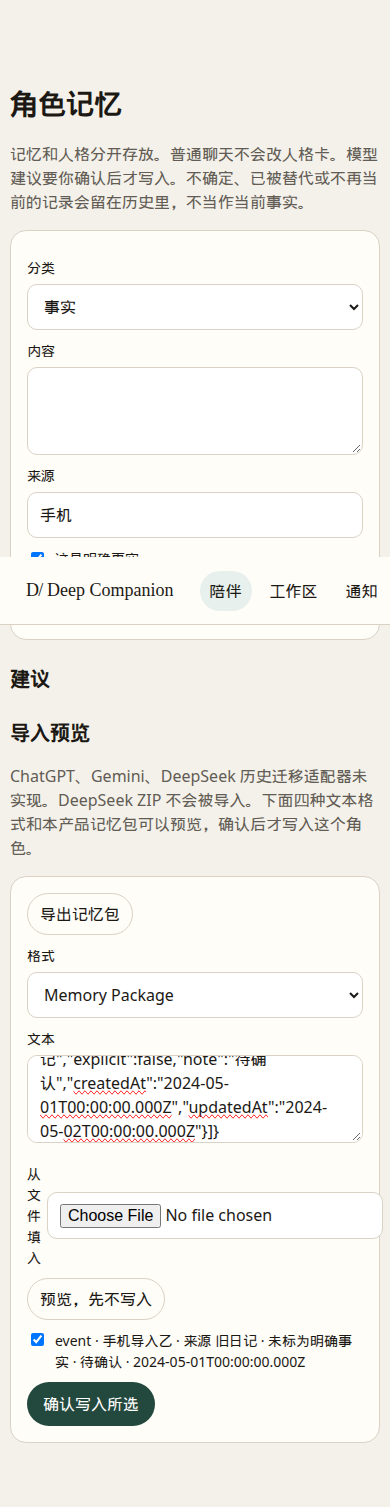 角色记忆
记忆和人格分开存放。普通聊天不会改人格卡。模型
建议要你确认后才写入。不确定、已被替代或不再当
前的记录会留在历史里，不当作当前事实。
分类
事实
内容
来源
手机
这是明确事实
D/ Deep Companion 陪伴 工作区 通知
建议
导入预览
ChatGPT、Gemini、DeepSeek 历史迁移适配器未
实现。DeepSeek ZIP 不会被导入。下面四种文本格
式和本产品记忆包可以预览，确认后才写入这个角
色。
导出记忆包
格式
Memory Package
文本
记","explicit":false,"note":"待确
认","createdAt":"2024-05-
01T00:00:00.000Z","updatedAt":"2024-
05-02T00:00:00.000Z"}]}
从
文
件
填
入
Choose File No file chosen
预览，先不写入
event · 手机导入乙 · 来源 旧日记 · 未标为明确事
实 · 待确认 · 2024-05-01T00:00:00.000Z
确认写入所选